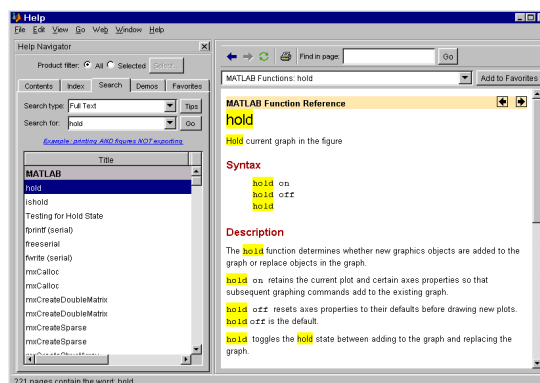 Help
File Edit View Go Web Window Help
Help Navigator
Product filter: All Selected Select...
Contents Index Search Demos Favorites
Search type: Full Text Tips
Search for: hold Go
Example: printing AND figures NOT exporting
Title
MATLAB
hold
ishold
Testing for Hold State
fprintf (serial)
freeserial
fwrite (serial)
mxCalloc
mxCreateDoubleMatrix
mxCalloc
mxCreateDoubleMatrix
mxCreateSparse
mxCreateSparse
mxCreateStructArray
221 pages contain the word: hold
Find in page: Go
MATLAB Functions: hold Add to Favorites
MATLAB Function Reference
hold
Hold current graph in the figure
Syntax
hold on
hold off
hold
Description
The hold function determines whether new graphics objects are added to the
graph or replace objects in the graph.
hold on retains the current plot and certain axes properties so that
subsequent graphing commands add to the existing graph.
hold off resets axes properties to their defaults before drawing new plots.
hold off is the default.
hold toggles the hold state between adding to the graph and replacing the
graph.